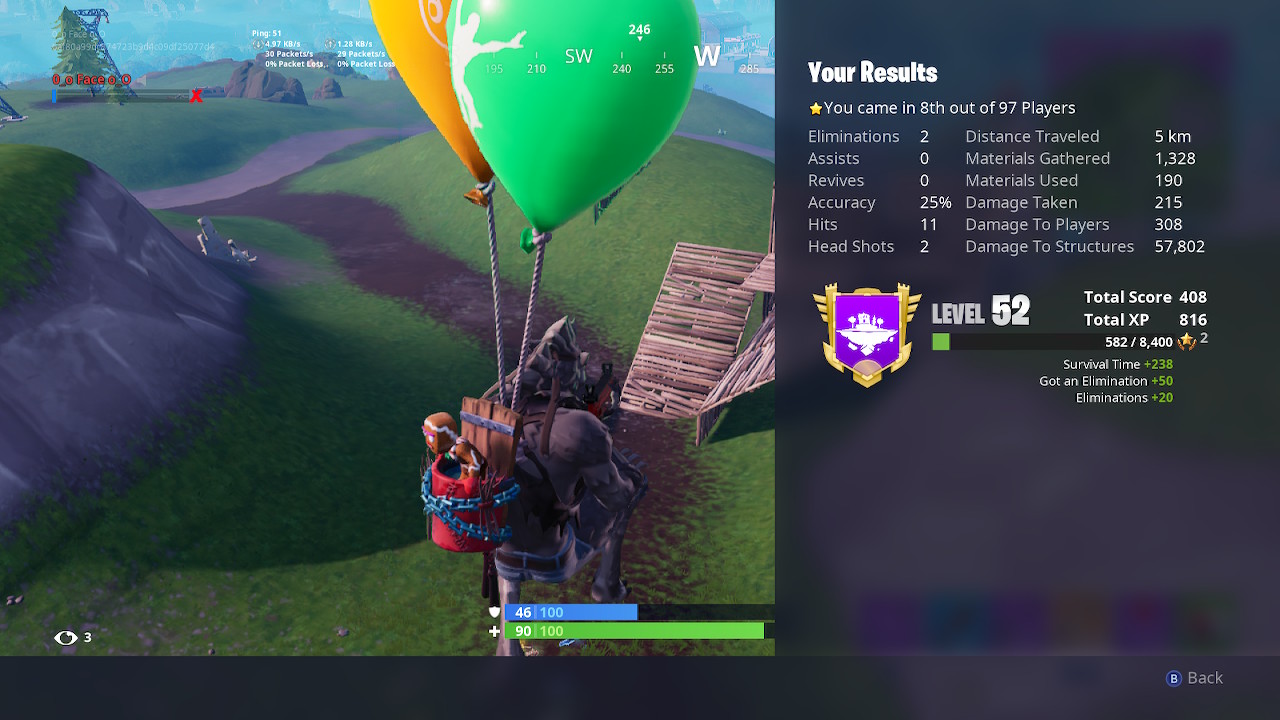 Ping: 51
4.97 KB/s 1.28 KB/s
30 Packets/s 29 Packets/s
0% Packet Loss 0% Packet Loss
0_o Face o_O
0_o Face o_O
246
195 210 SW 240 255 W 285
3
46 100
90 100
Your Results
You came in 8th out of 97 Players
Eliminations 2 Distance Traveled 5 km
Assists 0 Materials Gathered 1,328
Revives 0 Materials Used 190
Accuracy 25% Damage Taken 215
Hits 11 Damage To Players 308
Head Shots 2 Damage To Structures 57,802
LEVEL 52
Total Score 408
Total XP 816
582 / 8,400 2
Survival Time +238
Got an Elimination +50
Eliminations +20
B Back